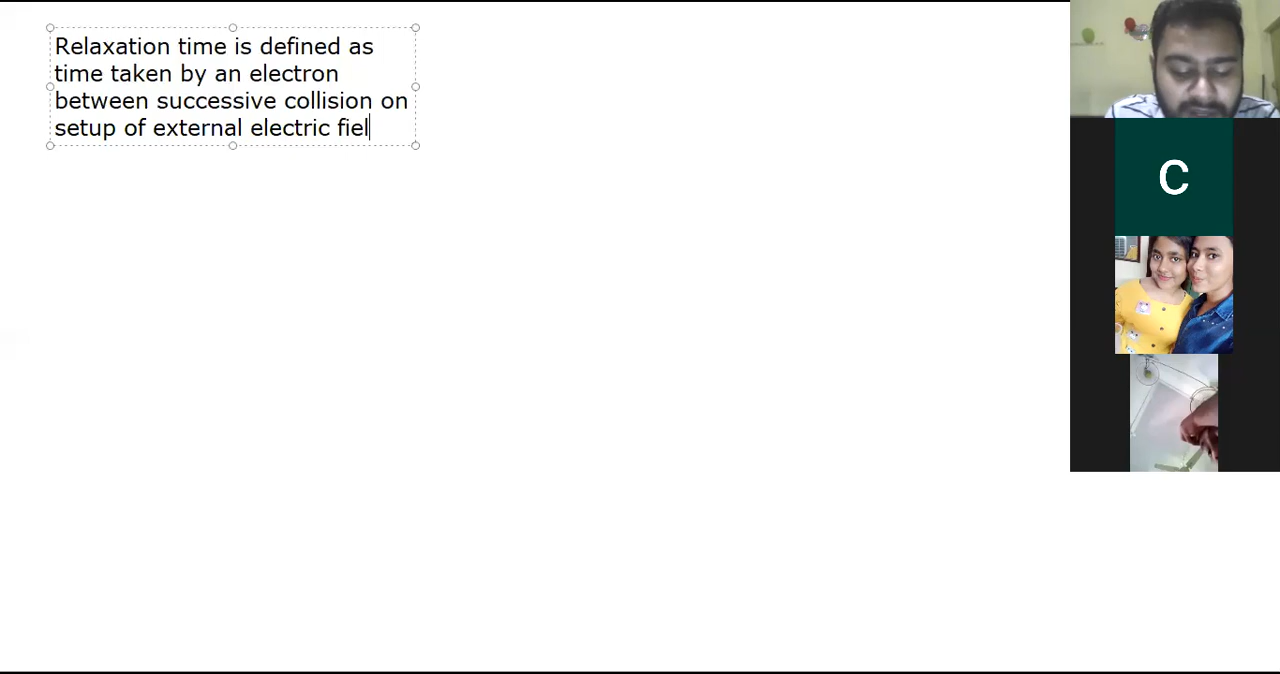 Relaxation time is defined as
time taken by an electron
between successive collision on
setup of external electric fiel
C